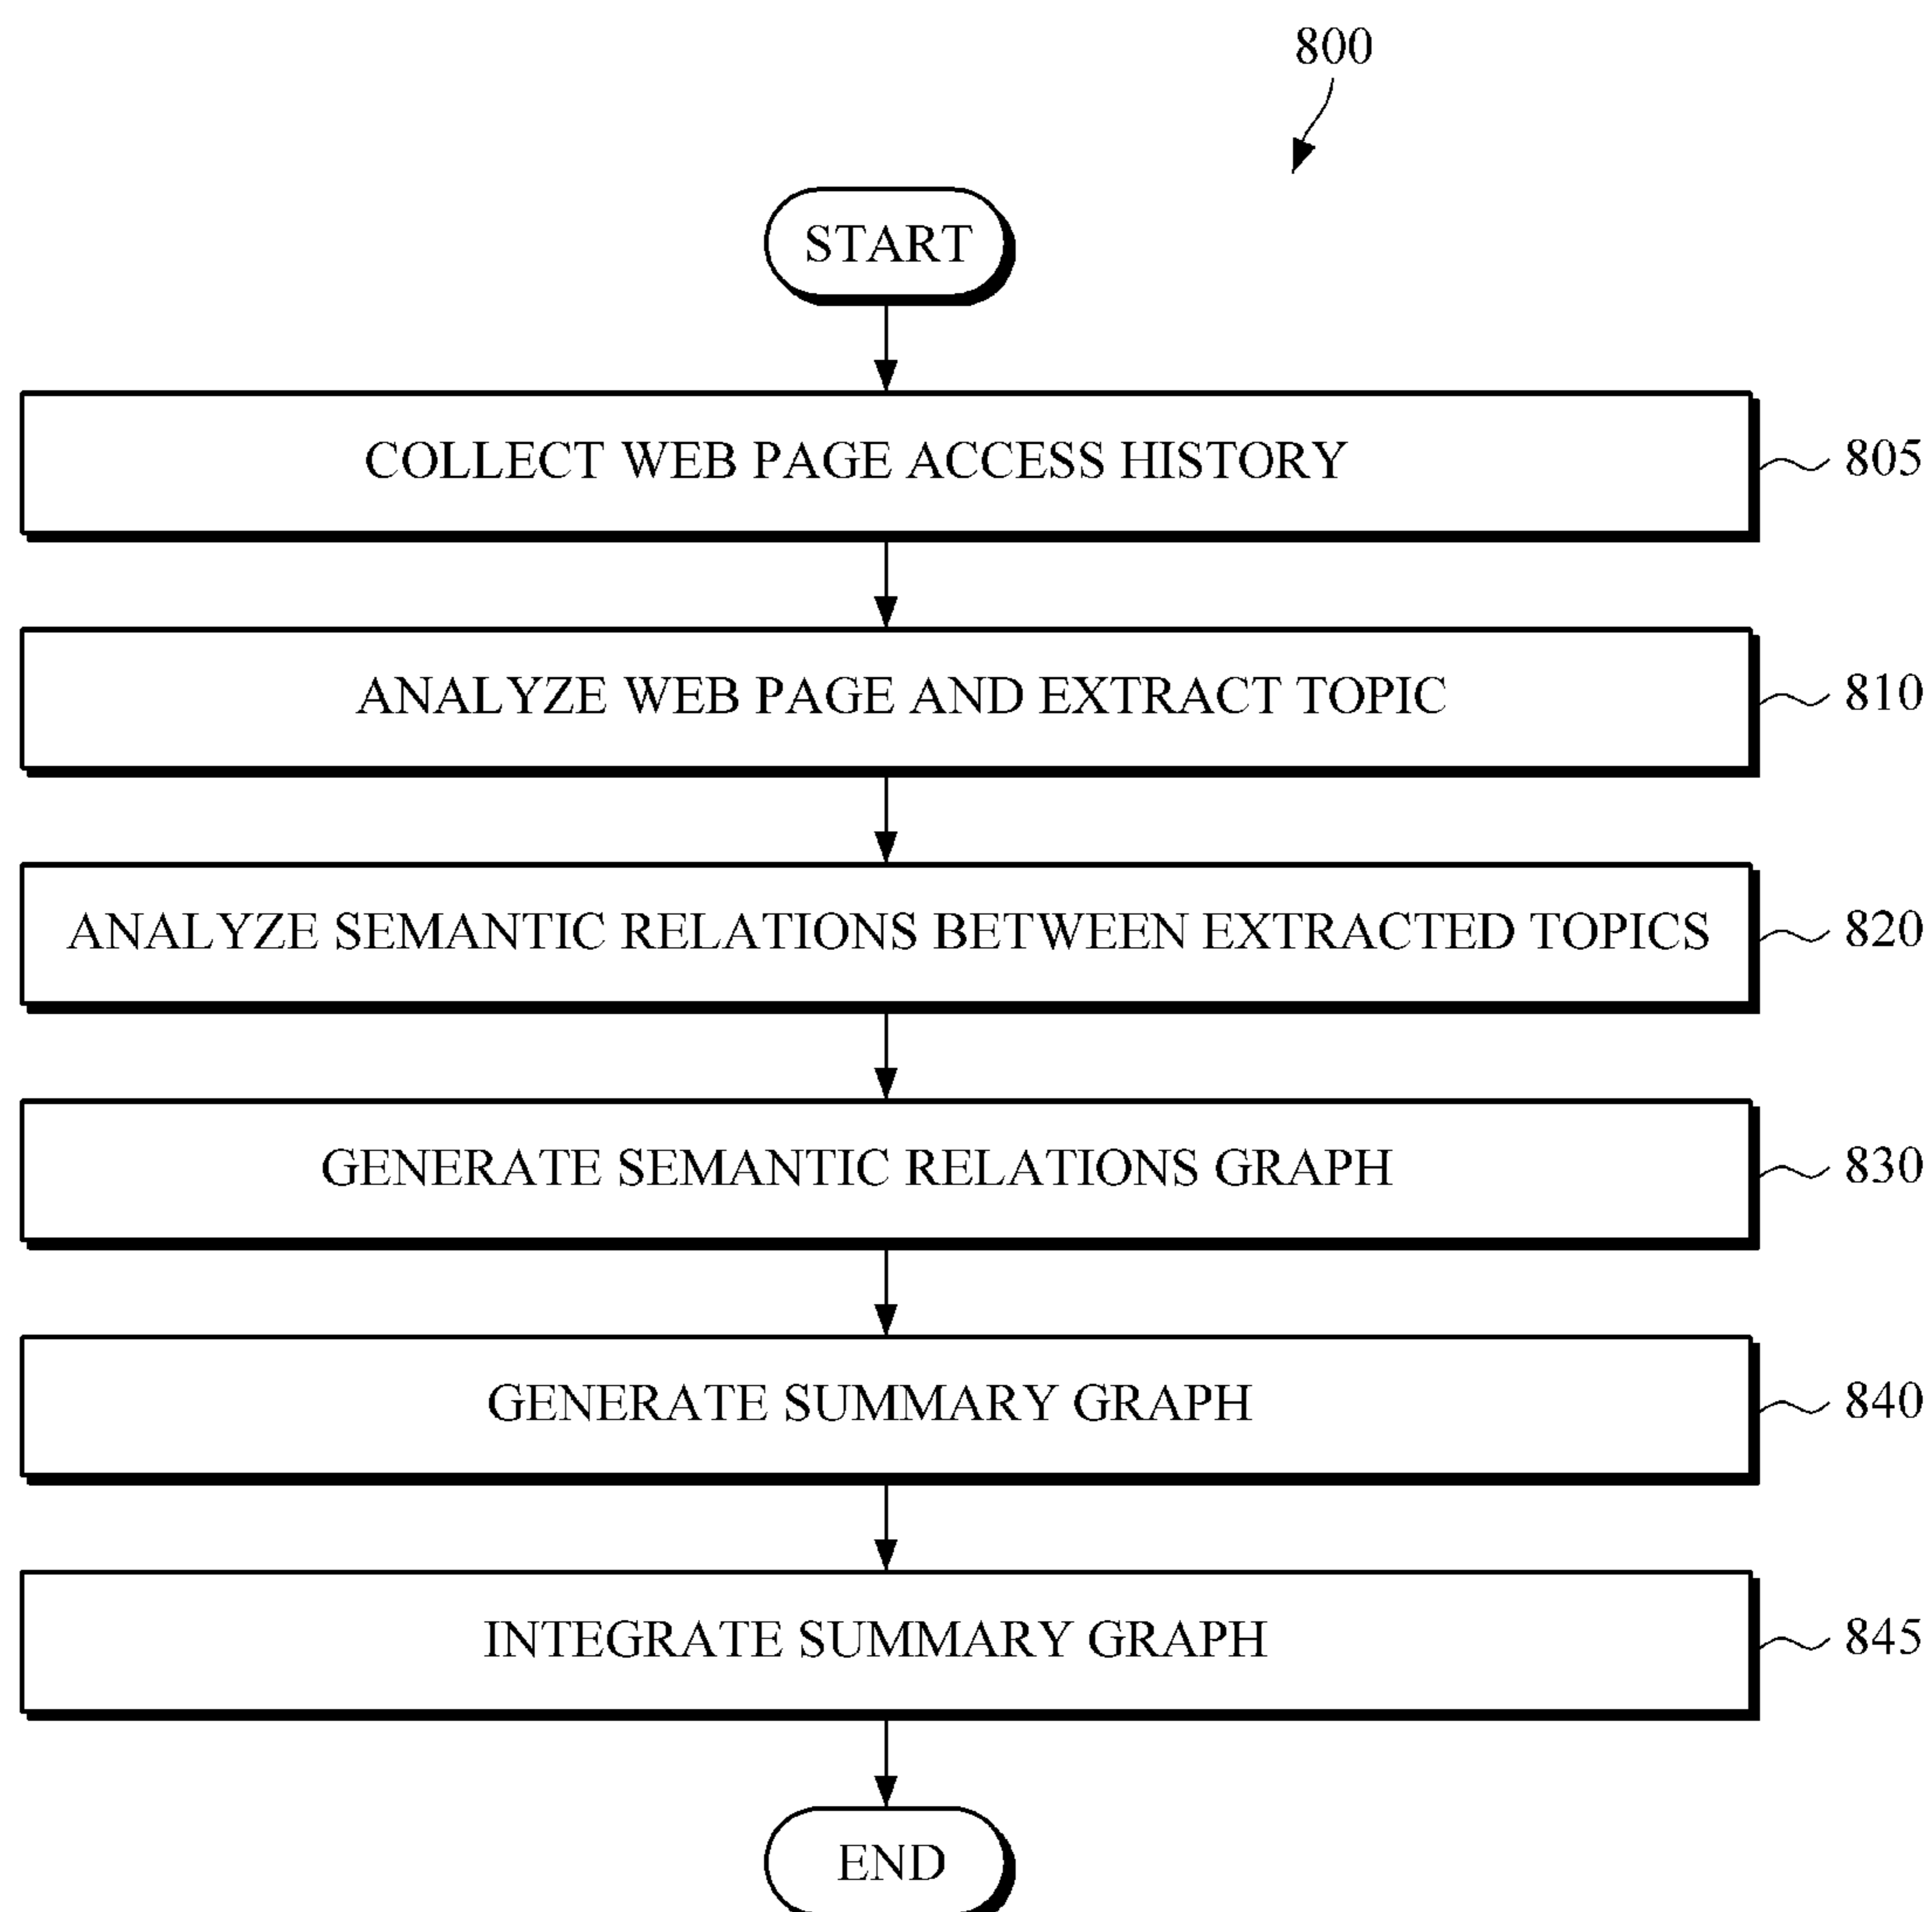 800
START
COLLECT WEB PAGE ACCESS HISTORY
805
ANALYZE WEB PAGE AND EXTRACT TOPIC
810
ANALYZE SEMANTIC RELATIONS BETWEEN EXTRACTED TOPICS
820
GENERATE SEMANTIC RELATIONS GRAPH
830
GENERATE SUMMARY GRAPH
840
INTEGRATE SUMMARY GRAPH
845
END